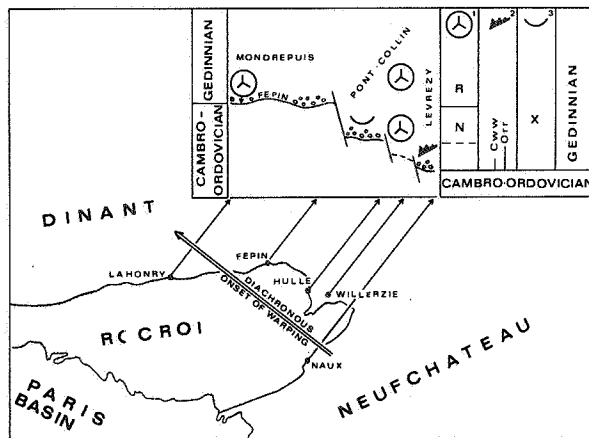 GEDINNIAN
CAMBRO-
ORDOVICIAN
MONDREPUIS
FEPIN
PONT-COLLIN
LEVREZY
1
2
3
R
N
Cww
Orr
X
GEDINNIAN
CAMBRO-ORDOVICIAN
DINANT
LAHONRY
FEPIN
HULLE
WILLERZIE
DIACHRONOUS
ONSET OF WARPING
ROCROI
NAUX
PARIS
BASIN
NEUFCHATEAU